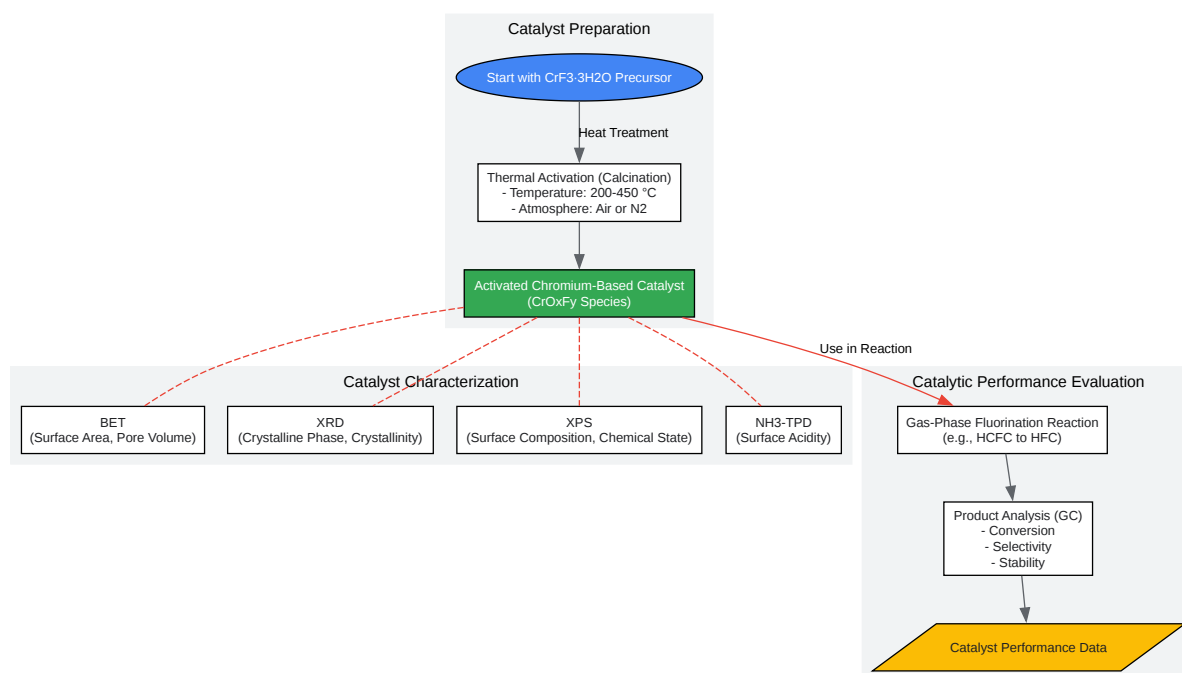 Catalyst Preparation
Start with CrF3·3H2O Precursor
Heat Treatment
Thermal Activation (Calcination)
- Temperature: 200-450 °C
- Atmosphere: Air or N2
Activated Chromium-Based Catalyst
(CrOxFy Species)
Use in Reaction
Catalyst Characterization
BET
(Surface Area, Pore Volume)
XRD
(Crystalline Phase, Crystallinity)
XPS
(Surface Composition, Chemical State)
NH3-TPD
(Surface Acidity)
Catalytic Performance Evaluation
Gas-Phase Fluorination Reaction
(e.g., HCFC to HFC)
Product Analysis (GC)
- Conversion
- Selectivity
- Stability
Catalyst Performance Data